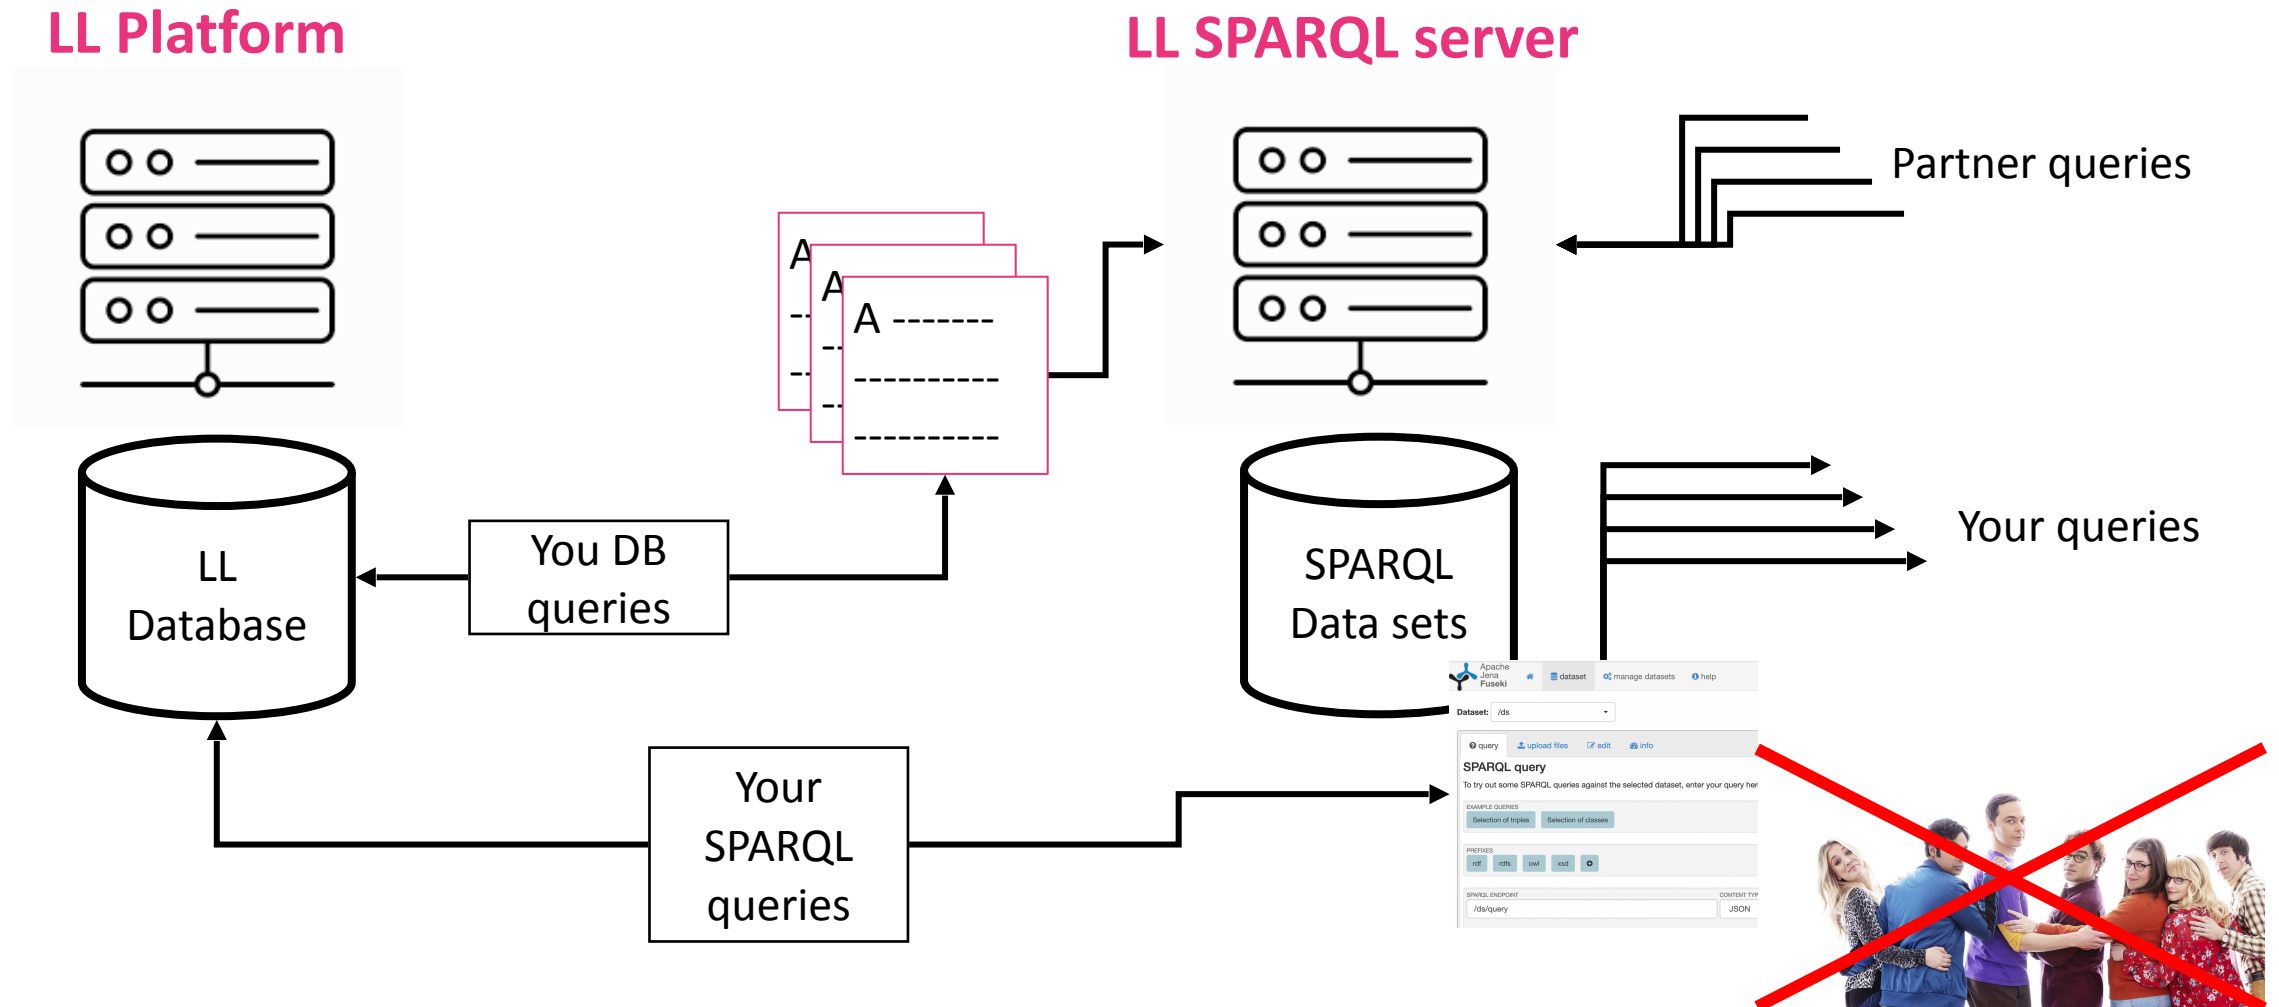 LL Platform
LL SPARQL server
Partner queries
A
A
A -------
----------
----------
You DB
queries
LL
Database
SPARQL
Data sets
Your queries
Your
SPARQL
queries
Apache
Jena
Fuseki
dataset
manage datasets
help
Dataset: /ds
query
upload files
edit
info
SPARQL query
To try out some SPARQL queries against the selected dataset, enter your query her
EXAMPLE QUERIES
Selection of triples
Selection of classes
PREFIXES
rdf
rdfs
owl
xsd
SPARQL ENDPOINT
CONTENT TYP
/ds/query
JSON